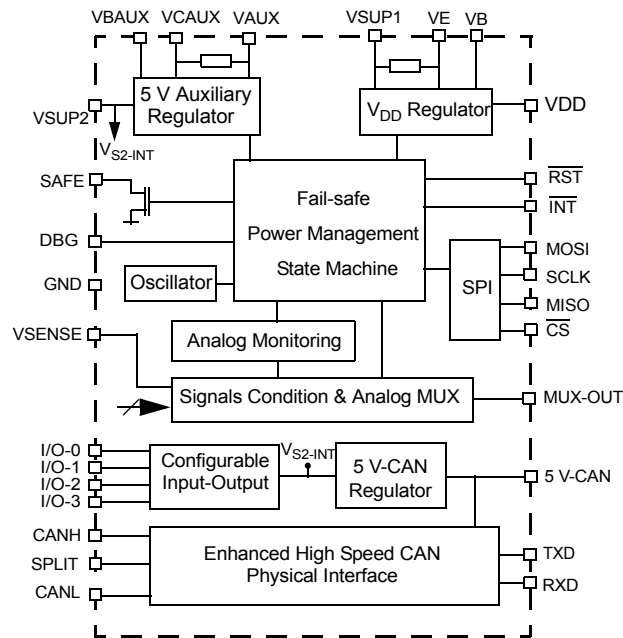 VBAUX VCAUX VAUX VSUP1 VE VB
5 V Auxiliary
Regulator
VDD Regulator
VSUP2
VDD
VS2-INT
SAFE
Fail-safe
Power Management
State Machine
RST
INT
DBG
MOSI
SCLK
MISO
CS
SPI
GND
Oscillator
VSENSE
Analog Monitoring
Signals Condition & Analog MUX
MUX-OUT
I/O-0
I/O-1
I/O-2
I/O-3
Configurable
Input-Output
VS2-INT
5 V-CAN
Regulator
5 V-CAN
CANH
SPLIT
CANL
Enhanced High Speed CAN
Physical Interface
TXD
RXD